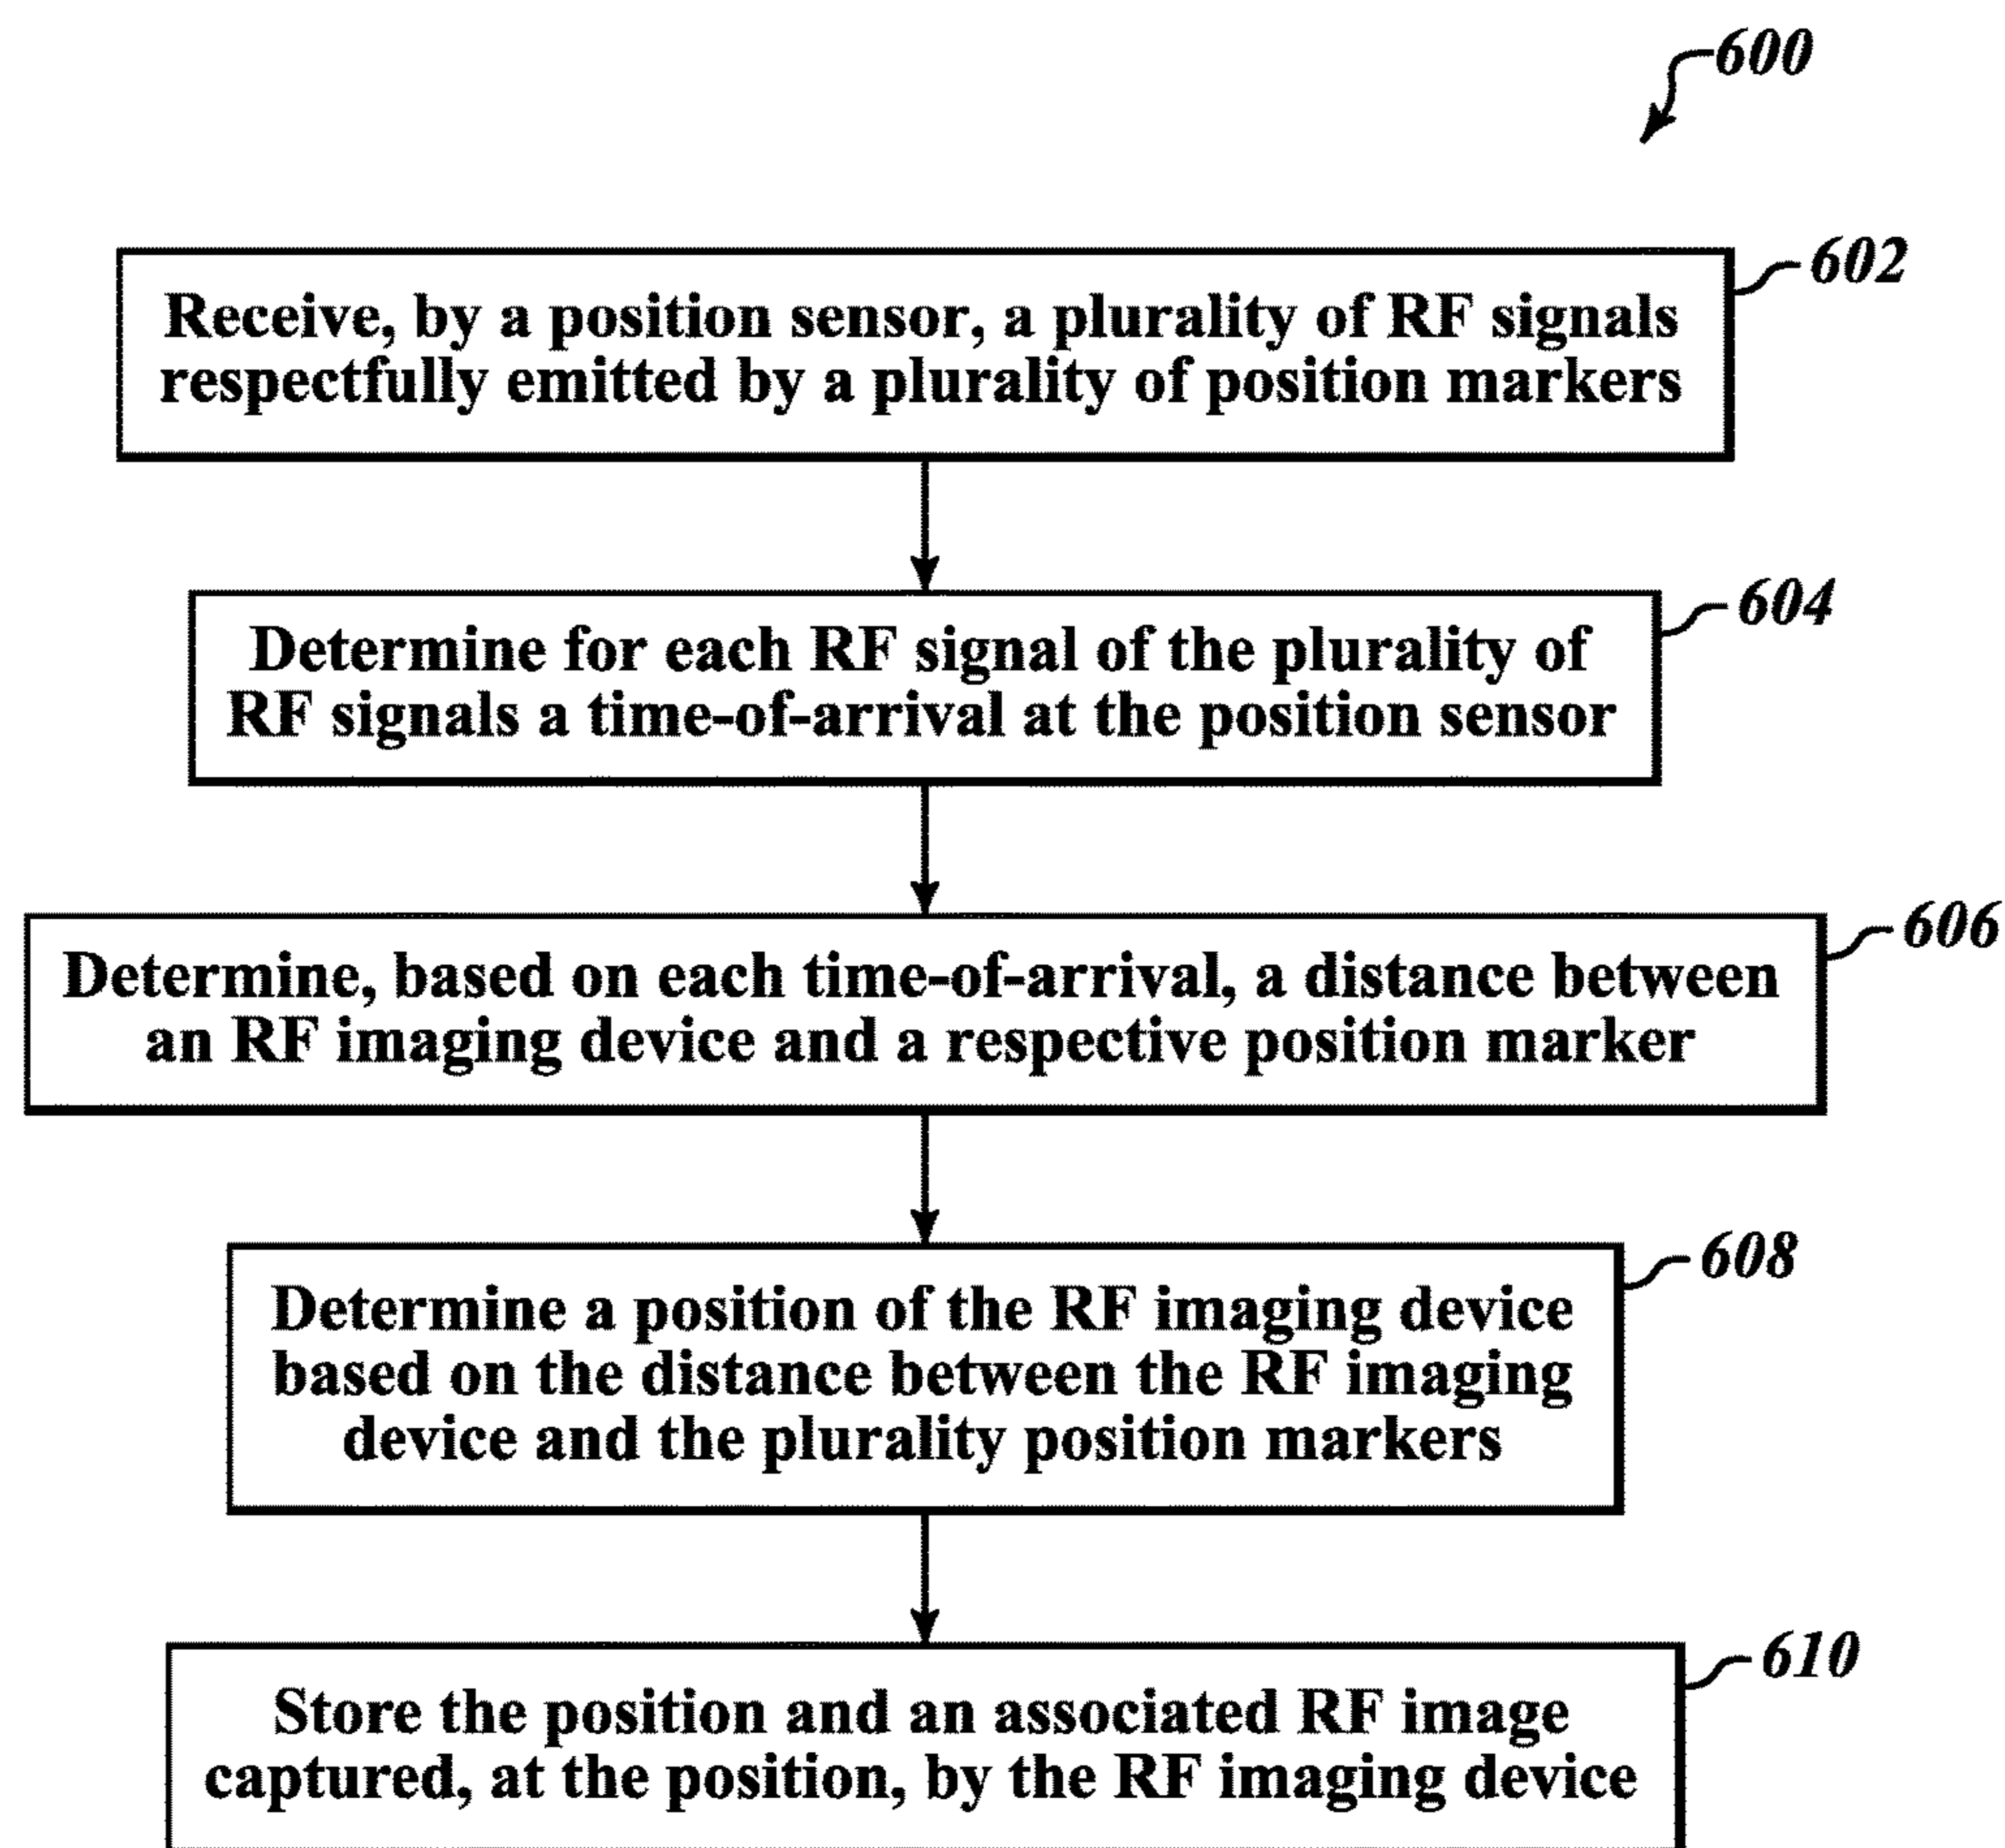 600
602
Receive, by a position sensor, a plurality of RF signals
respectfully emitted by a plurality of position markers
604
Determine for each RF signal of the plurality of
RF signals a time-of-arrival at the position sensor
606
Determine, based on each time-of-arrival, a distance between
an RF imaging device and a respective position marker
608
Determine a position of the RF imaging device
based on the distance between the RF imaging
device and the plurality position markers
610
Store the position and an associated RF image
captured, at the position, by the RF imaging device